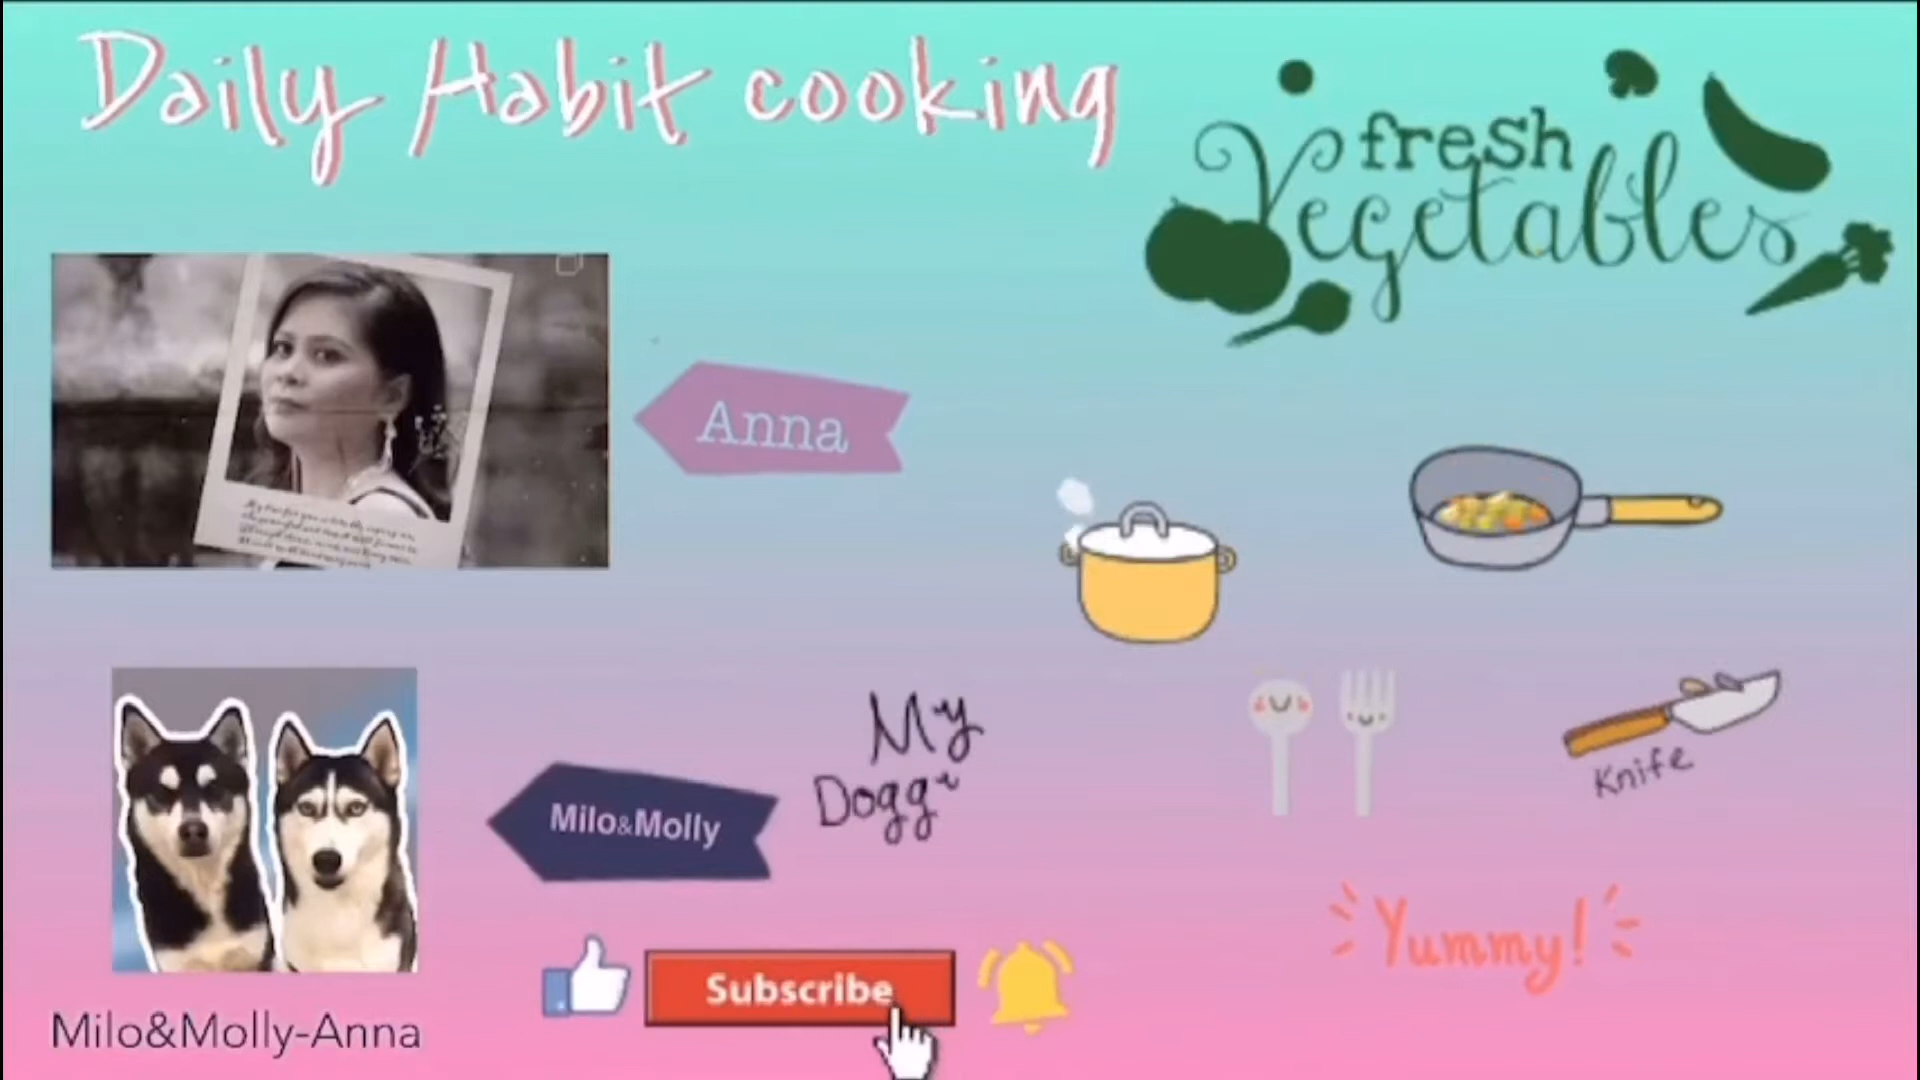 Daily Habit cooking
fresh
Vegetables
Anna
My
Dogg
Milo&Molly
Knife
Yummy!
Subscribe
Milo&Molly-Anna